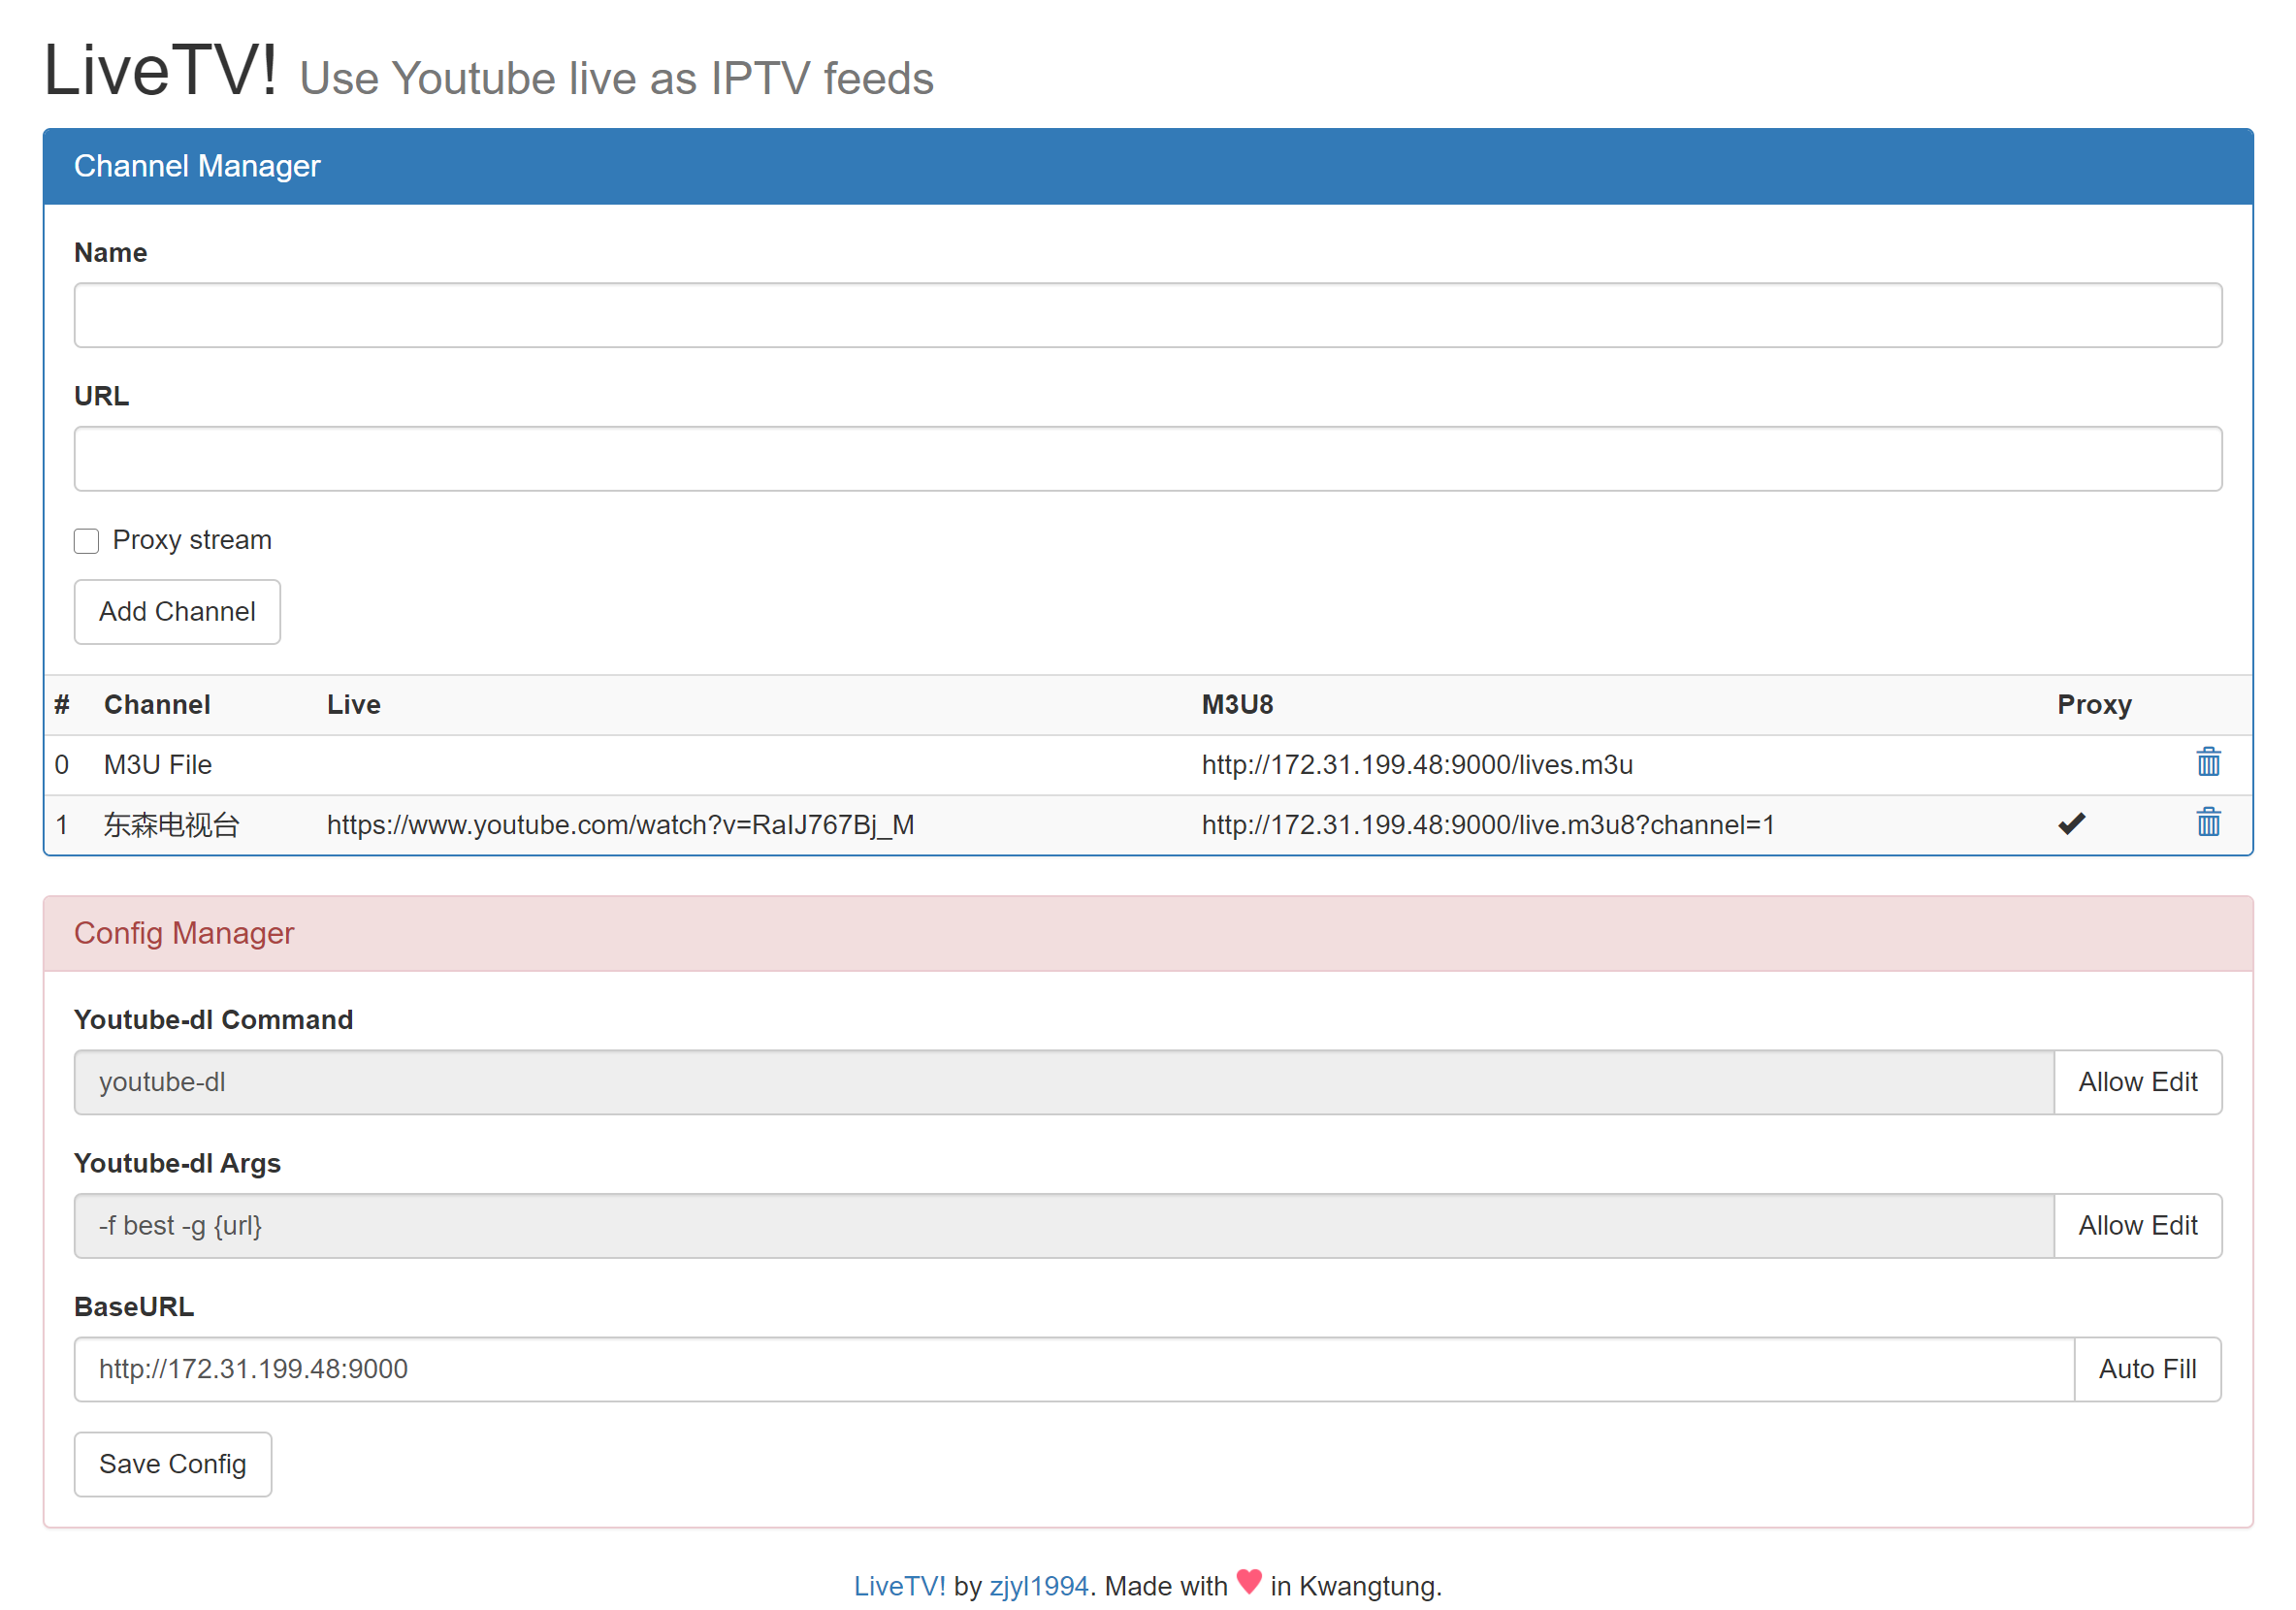 LiveTV! Use Youtube live as IPTV feeds
Channel Manager
Name
URL
Proxy stream
Add Channel
# Channel Live M3U8 Proxy
0 M3U File http://172.31.199.48:9000/lives.m3u
1 东森电视台 https://www.youtube.com/watch?v=RaIJ767Bj_M http://172.31.199.48:9000/live.m3u8?channel=1
Config Manager
Youtube-dl Command
youtube-dl Allow Edit
Youtube-dl Args
-f best -g {url} Allow Edit
BaseURL
http://172.31.199.48:9000 Auto Fill
Save Config
LiveTV! by zjyl1994. Made with ♥ in Kwangtung.